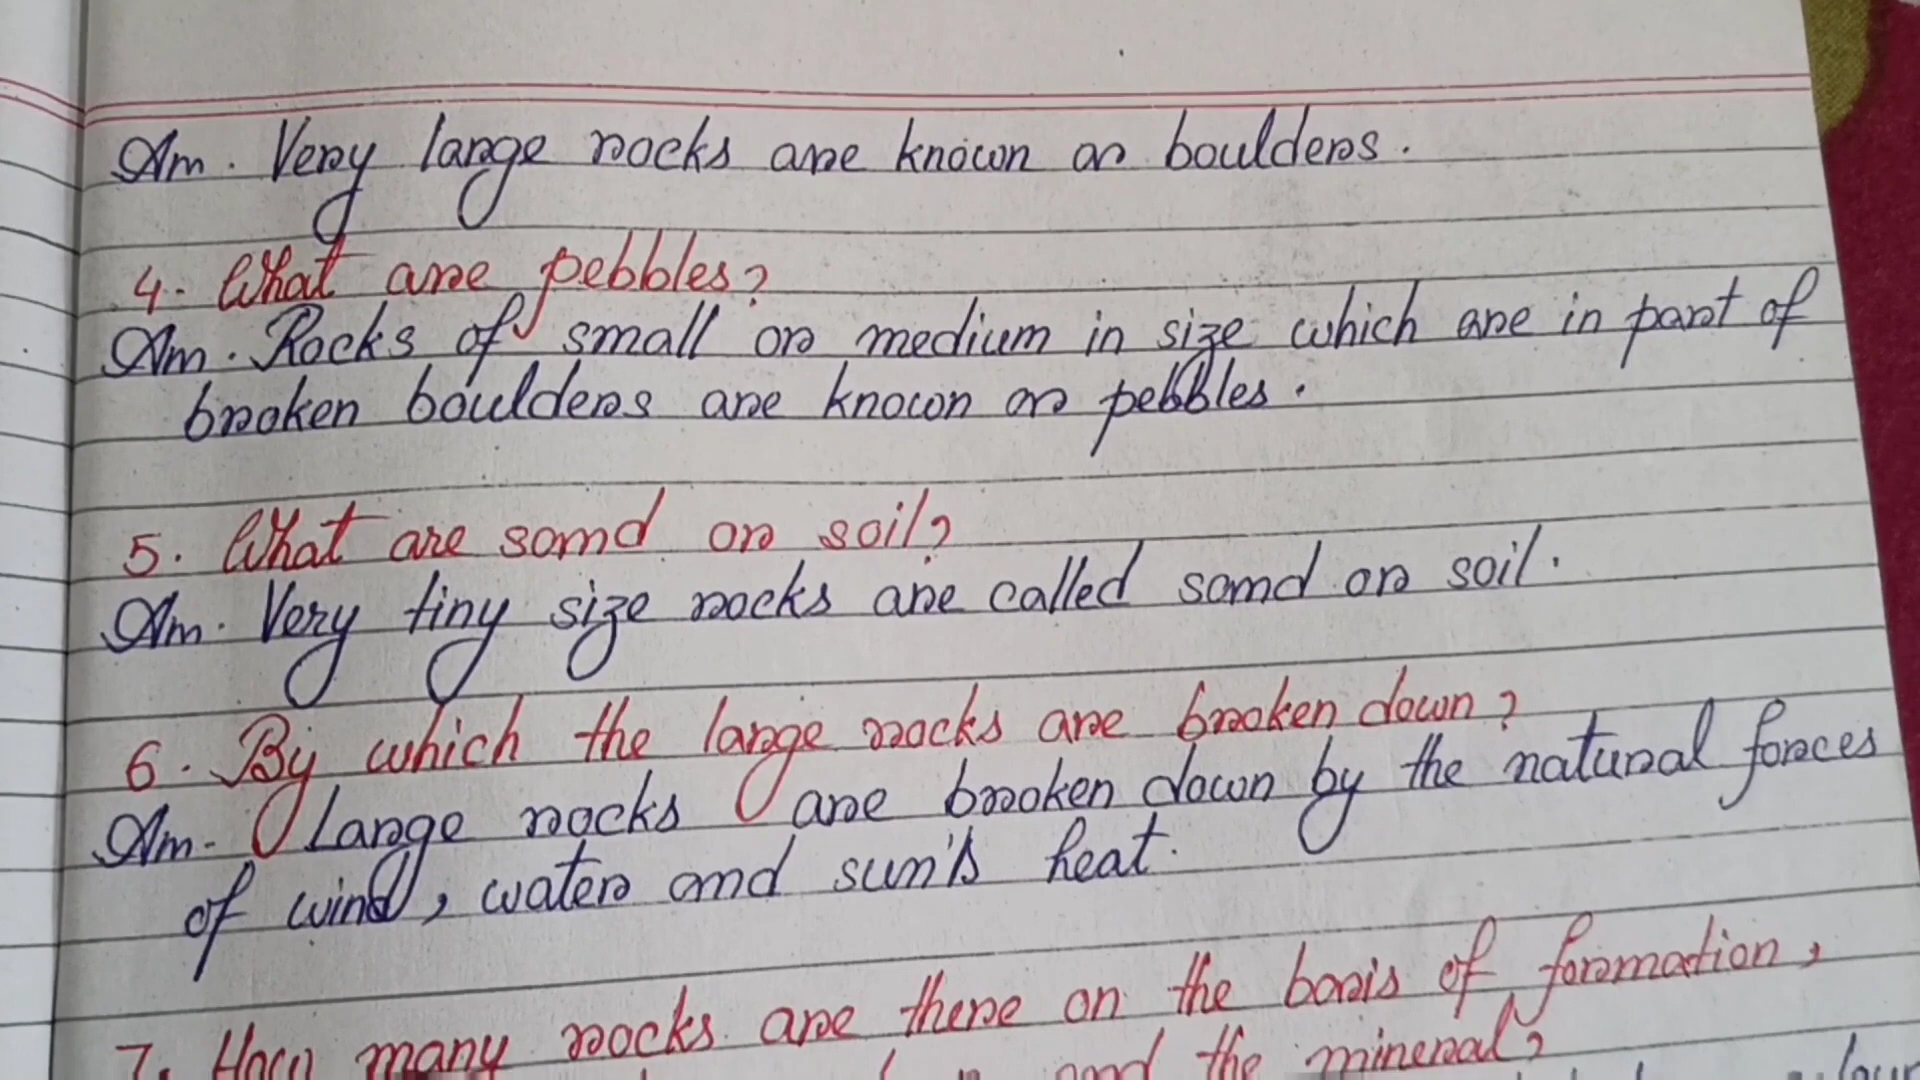 Ans. Very large rocks are known as boulders.
4. What are pebbles?
Ans. Rocks of small or medium in size which are in part of
broken boulders are known as pebbles.
5. What are sand or soil?
Ans. Very tiny size rocks are called sand or soil.
6. By which the large rocks are broken down?
Ans. Large rocks are broken down by the natural forces
of wind, water and sun's heat.
7. How many rocks are there on the basis of formation,
and the mineral?